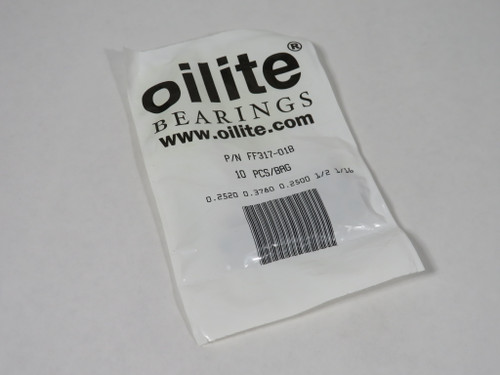 oilite®
BEARINGS
www.oilite.com
P/N FF317-01B
10 PCS/BAG
0.2520 0.3780 0.2500 1/2 1/16